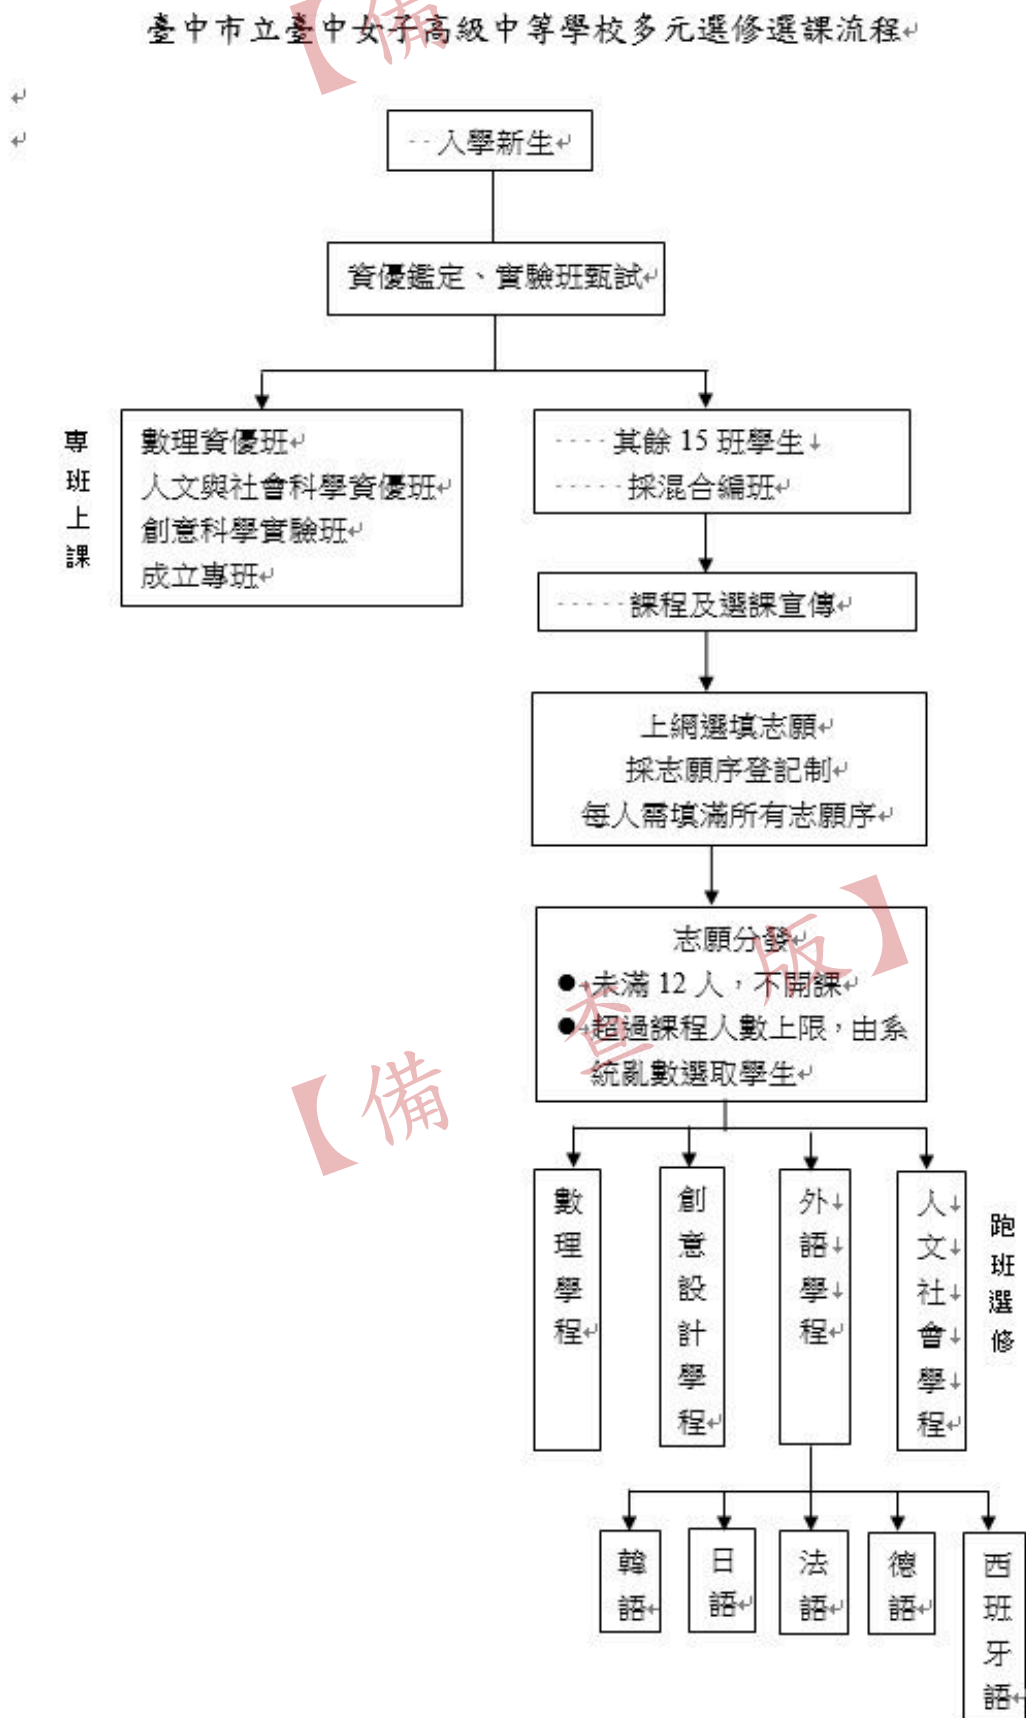 臺中市立臺中女子高級中等學校多元選修選課流程
【備
入學新生
資優鑑定、實驗班甄試
專班上課
數理資優班
人文與社會科學資優班
創意科學實驗班
成立專班
其餘 15 班學生
採混合編班
課程及選課宣傳
上網選填志願
採志願序登記制
每人需填滿所有志願序
志願分發
●未滿 12 人，不開課
●超過課程人數上限，由系
統亂數選取學生
【備查版】
數理學程
創意設計學程
外語學程
人文社會學程
跑班選修
韓語
日語
法語
德語
西班牙語